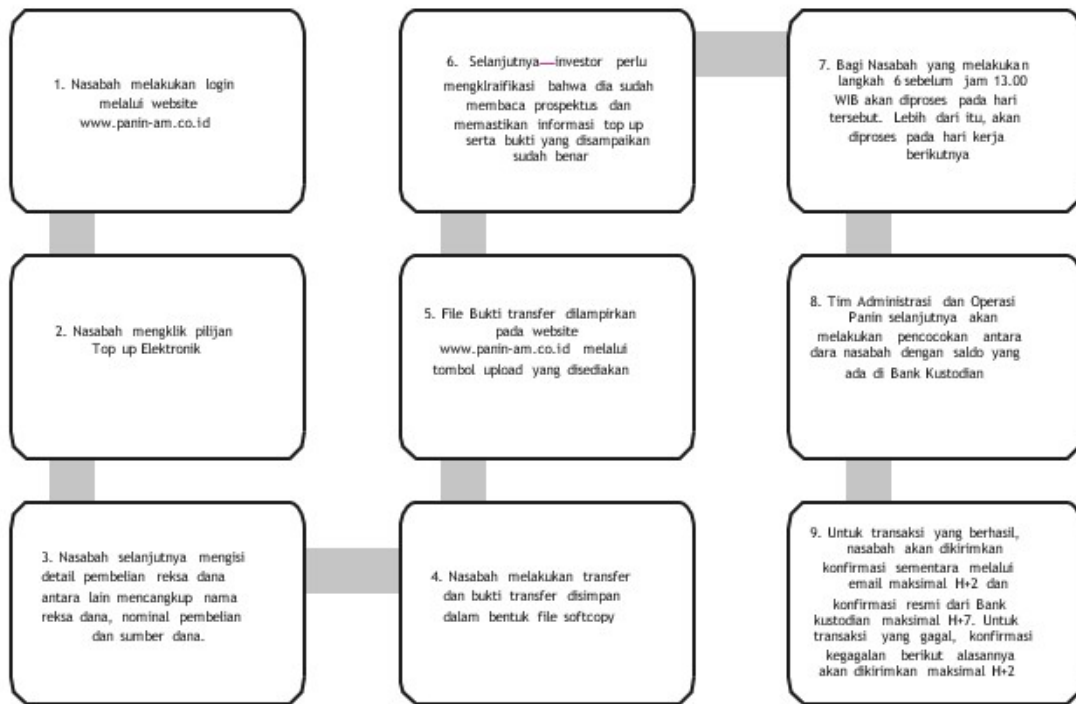 1. Nasabah melakukan login
melalui website
www.panin-am.co.id
2. Nasabah mengklik pilijan
Top up Elektronik
3. Nasabah selanjutnya mengisi
detail pembelian reksa dana
antara lain mencangkup nama
reksa dana, nominal pembelian
dan sumber dana.
4. Nasabah melakukan transfer
dan bukti transfer disimpan
dalam bentuk file softcopy
5. File Bukti transfer dilampirkan
pada website
www.panin-am.co.id melalui
tombol upload yang disediakan
6. Selanjutnya—investor perlu
mengklraifikasi bahwa dia sudah
membaca prospektus dan
memastikan informasi top up
serta bukti yang disampaikan
sudah benar
7. Bagi Nasabah yang melakukan
langkah 6 sebelum jam 13.00
WIB akan diproses pada hari
tersebut. Lebih dari itu, akan
diproses pada hari kerja
berikutnya
8. Tim Administrasi dan Operasi
Panin selanjutnya akan
melakukan pencocokan antara
dara nasabah dengan saldo yang
ada di Bank Kustodian
9. Untuk transaksi yang berhasil,
nasabah akan dikirimkan
konfirmasi sementara melalui
email maksimal H+2 dan
konfirmasi resmi dari Bank
kustodian maksimal H+7. Untuk
transaksi yang gagal, konfirmasi
kegagalan berikut alasannya
akan dikirimkan maksimal H+2